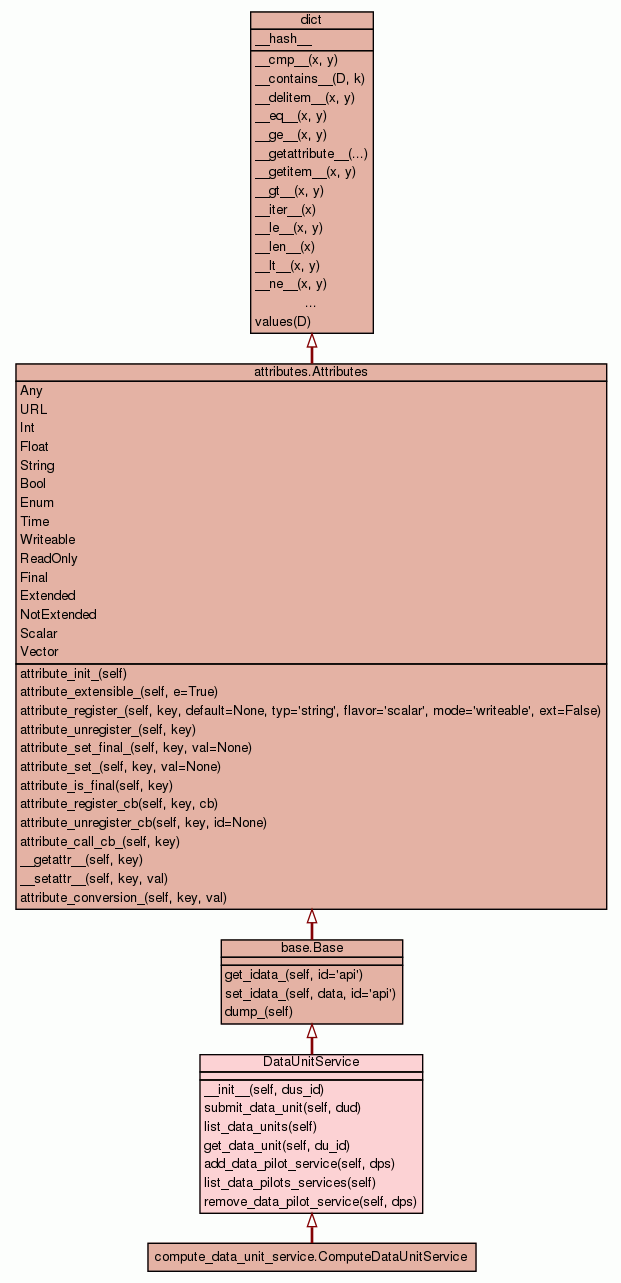 dict
__hash__
__cmp__(x, y)
__contains__(D, k)
__delitem__(x, y)
__eq__(x, y)
__ge__(x, y)
__getattribute__(...)
__getitem__(x, y)
__gt__(x, y)
__iter__(x)
__le__(x, y)
__len__(x)
__lt__(x, y)
__ne__(x, y)
...
values(D)
attributes.Attributes
Any
URL
Int
Float
String
Bool
Enum
Time
Writeable
ReadOnly
Final
Extended
NotExtended
Scalar
Vector
attribute_init_(self)
attribute_extensible_(self, e=True)
attribute_register_(self, key, default=None, typ='string', flavor='scalar', mode='writeable', ext=False)
attribute_unregister_(self, key)
attribute_set_final_(self, key, val=None)
attribute_set_(self, key, val=None)
attribute_is_final(self, key)
attribute_register_cb(self, key, cb)
attribute_unregister_cb(self, key, id=None)
attribute_call_cb_(self, key)
__getattr__(self, key)
__setattr__(self, key, val)
attribute_conversion_(self, key, val)
base.Base
get_idata_(self, id='api')
set_idata_(self, data, id='api')
dump_(self)
DataUnitService
__init__(self, dus_id)
submit_data_unit(self, dud)
list_data_units(self)
get_data_unit(self, du_id)
add_data_pilot_service(self, dps)
list_data_pilots_services(self)
remove_data_pilot_service(self, dps)
compute_data_unit_service.ComputeDataUnitService